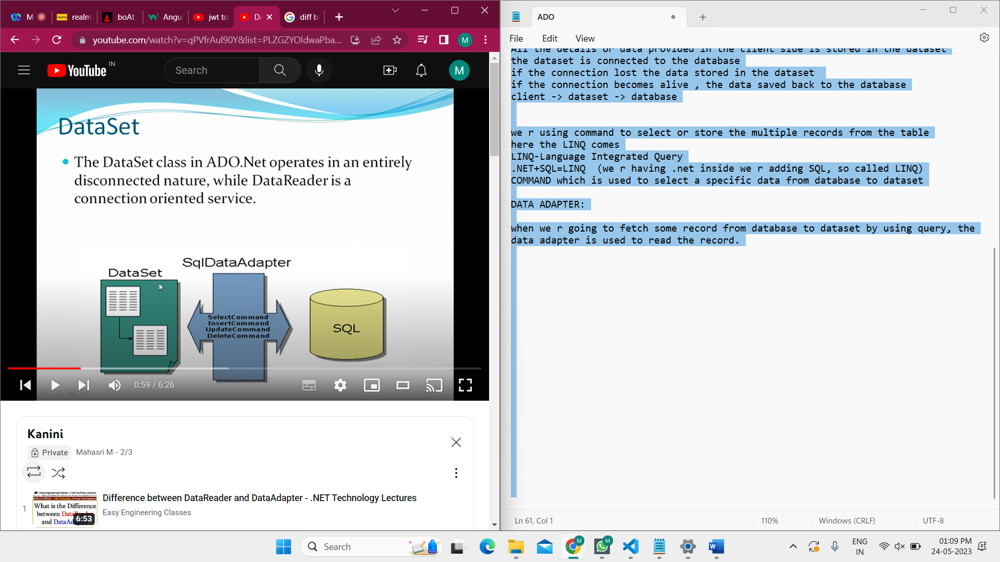 M
realm
boAt
Angu
jwt to
Da
diff b
youtube.com/watch?v=qPVfrAul90Y&list=PLZGZYOldwaPba...
M
YouTube IN
Search
M
DataSet
The DataSet class in ADO.Net operates in an entirely
disconnected nature, while DataReader is a
connection oriented service.
SqlDataAdapter
DataSet
SelectCommand
InsertCommand
UpdateCommand
DeleteCommand
SQL
0:59 / 6:26
Kanini
Private Mahasri M - 2/3
1
What is the Difference
between DataReader
and DataAdapter
6:53
Difference between DataReader and DataAdapter - .NET Technology Lectures
Easy Engineering Classes
ADO
File Edit View
All the details or data provided in the client side is stored in the dataset
the dataset is connected to the database
if the connection lost the data stored in the dataset
if the connection becomes alive , the data saved back to the database
client -> dataset -> database
we r using command to select or store the multiple records from the table
here the LINQ comes
LINQ-Language Integrated Query
.NET+SQL=LINQ (we r having .net inside we r adding SQL, so called LINQ)
COMMAND which is used to select a specific data from database to dataset
DATA ADAPTER:
when we r going to fetch some record from database to dataset by using query, the
data adapter is used to read the record.
Ln 61, Col 1 110% Windows (CRLF) UTF-8
Search
M
M
ENG
IN
01:09 PM
24-05-2023